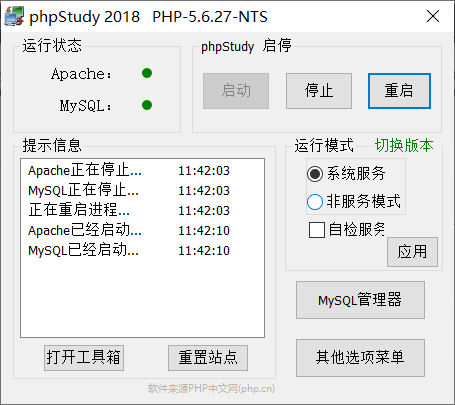 phpStudy 2018 PHP-5.6.27-NTS
运行状态
Apache:
MySQL:
phpStudy 启停
启动 停止 重启
提示信息
Apache正在停止... 11:42:03
MySQL正在停止... 11:42:03
正在重启进程... 11:42:03
Apache已经启动... 11:42:10
MySQL已经启动... 11:42:10
打开工具箱 重置站点
运行模式 切换版本
系统服务
非服务模式
自检服务
应用
MySQL管理器
其他选项菜单
软件来源PHP中文网(php.cn)